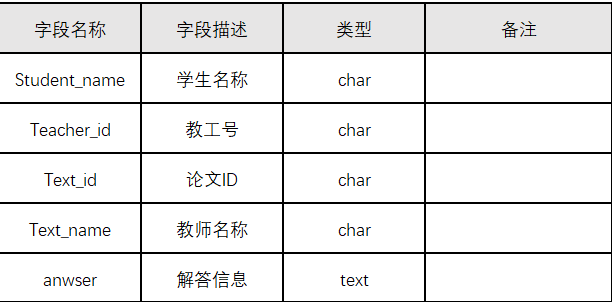 字段名称 字段描述 类型 备注
Student_name 学生名称 char
Teacher_id 教工号 char
Text_id 论文ID char
Text_name 教师名称 char
anwser 解答信息 text